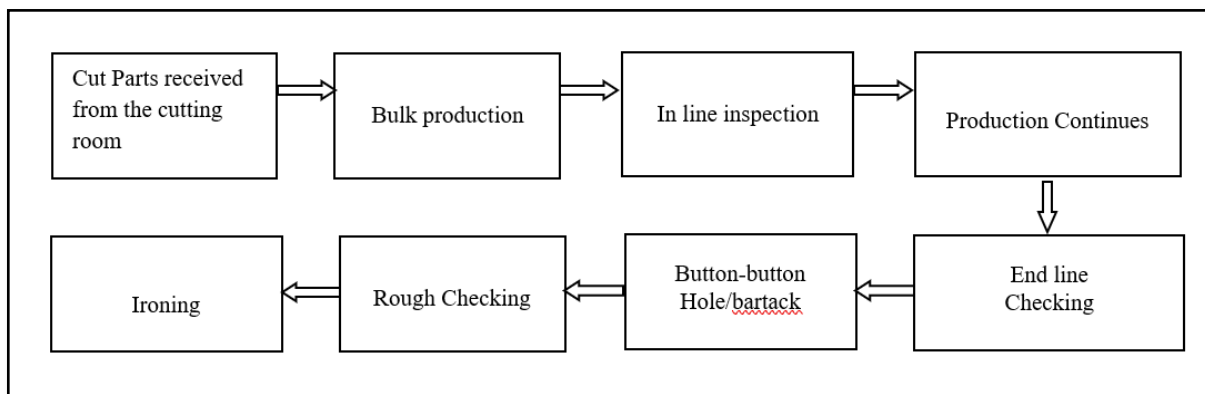 Cut Parts received
from the cutting
room
Bulk production
In line inspection
Production Continues
End line
Checking
Button-button
Hole/bartack
Rough Checking
Ironing